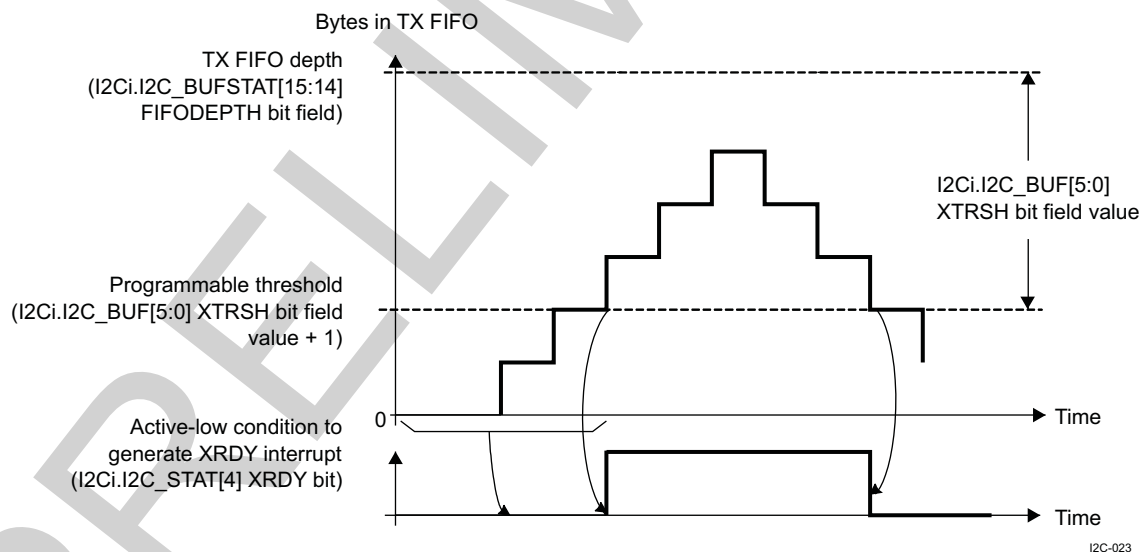 Bytes in TX FIFO
TX FIFO depth
(I2Ci.I2C_BUFSTAT[15:14]
FIFODEPTH bit field)
I2Ci.I2C_BUF[5:0]
XTRSH bit field value
Programmable threshold
(I2Ci.I2C_BUF[5:0] XTRSH bit field
value + 1)
0
Time
Active-low condition to
generate XRDY interrupt
(I2Ci.I2C_STAT[4] XRDY bit)
Time
I2C-023
PRELIM